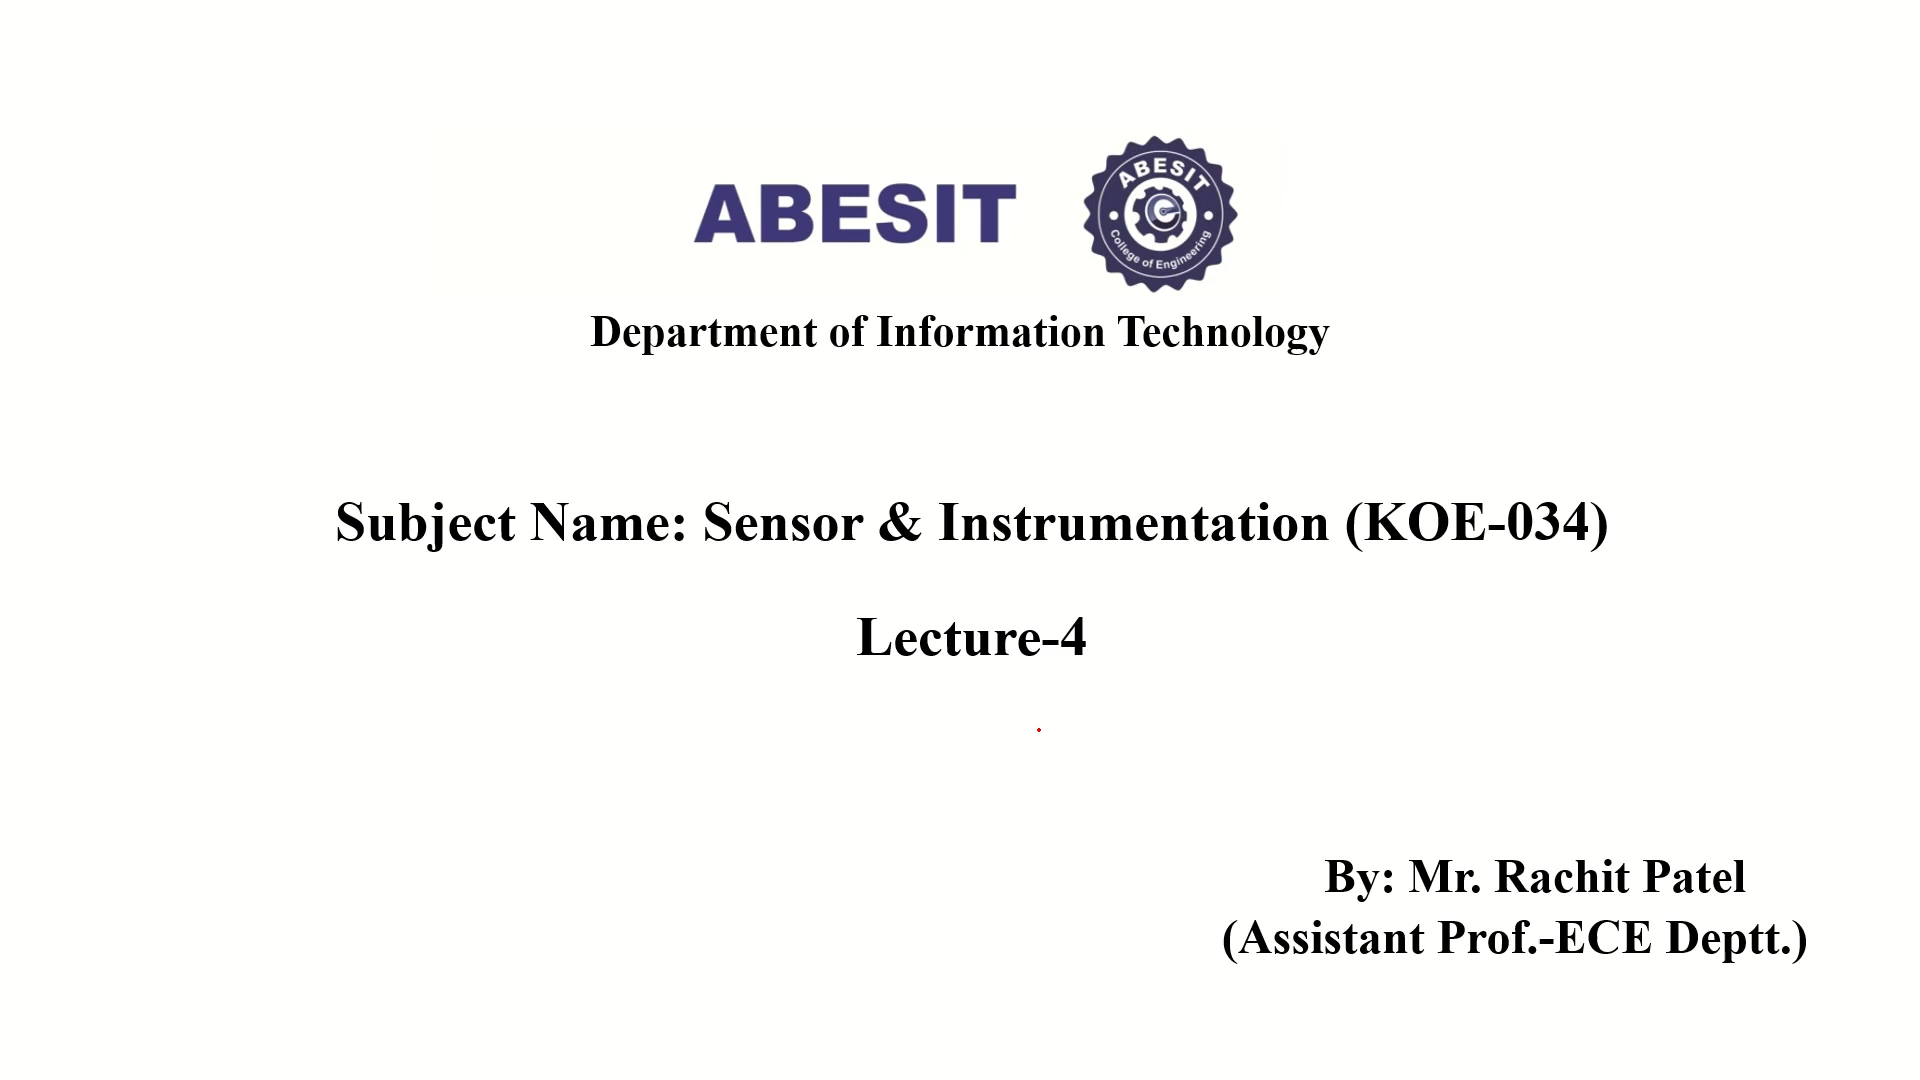 ABESIT
ABESIT
College of Engineering
Department of Information Technology
Subject Name: Sensor & Instrumentation (KOE-034)
Lecture-4
By: Mr. Rachit Patel
(Assistant Prof.-ECE Deptt.)